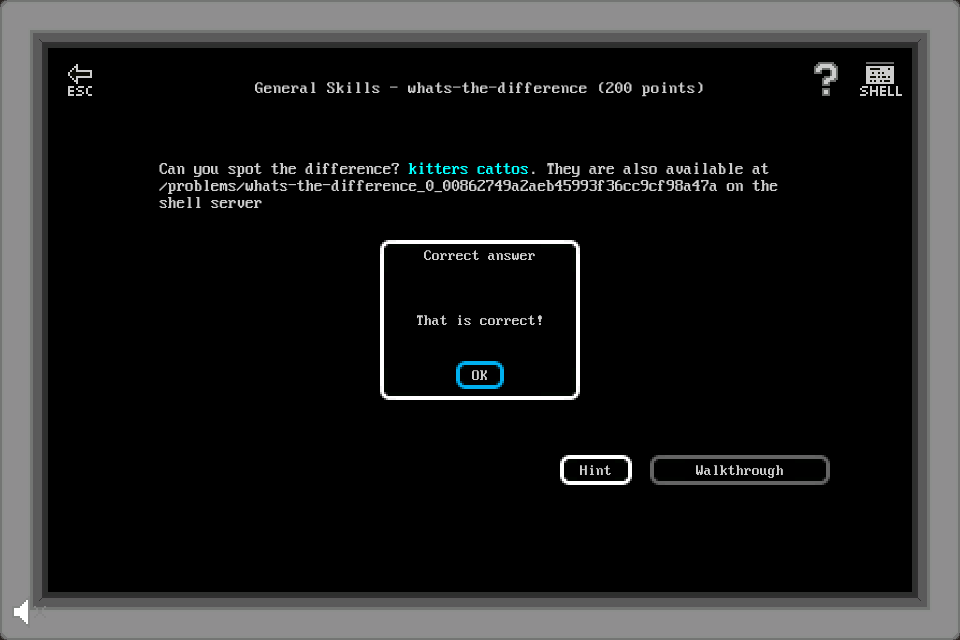 ESC
General Skills - whats-the-difference (200 points)
?
SHELL
Can you spot the difference? kitters cattos. They are also available at
/problems/whats-the-difference_0_00862749a2aeb45993f36cc9cf98a47a on the
shell server
Correct answer
That is correct!
OK
Hint
Walkthrough